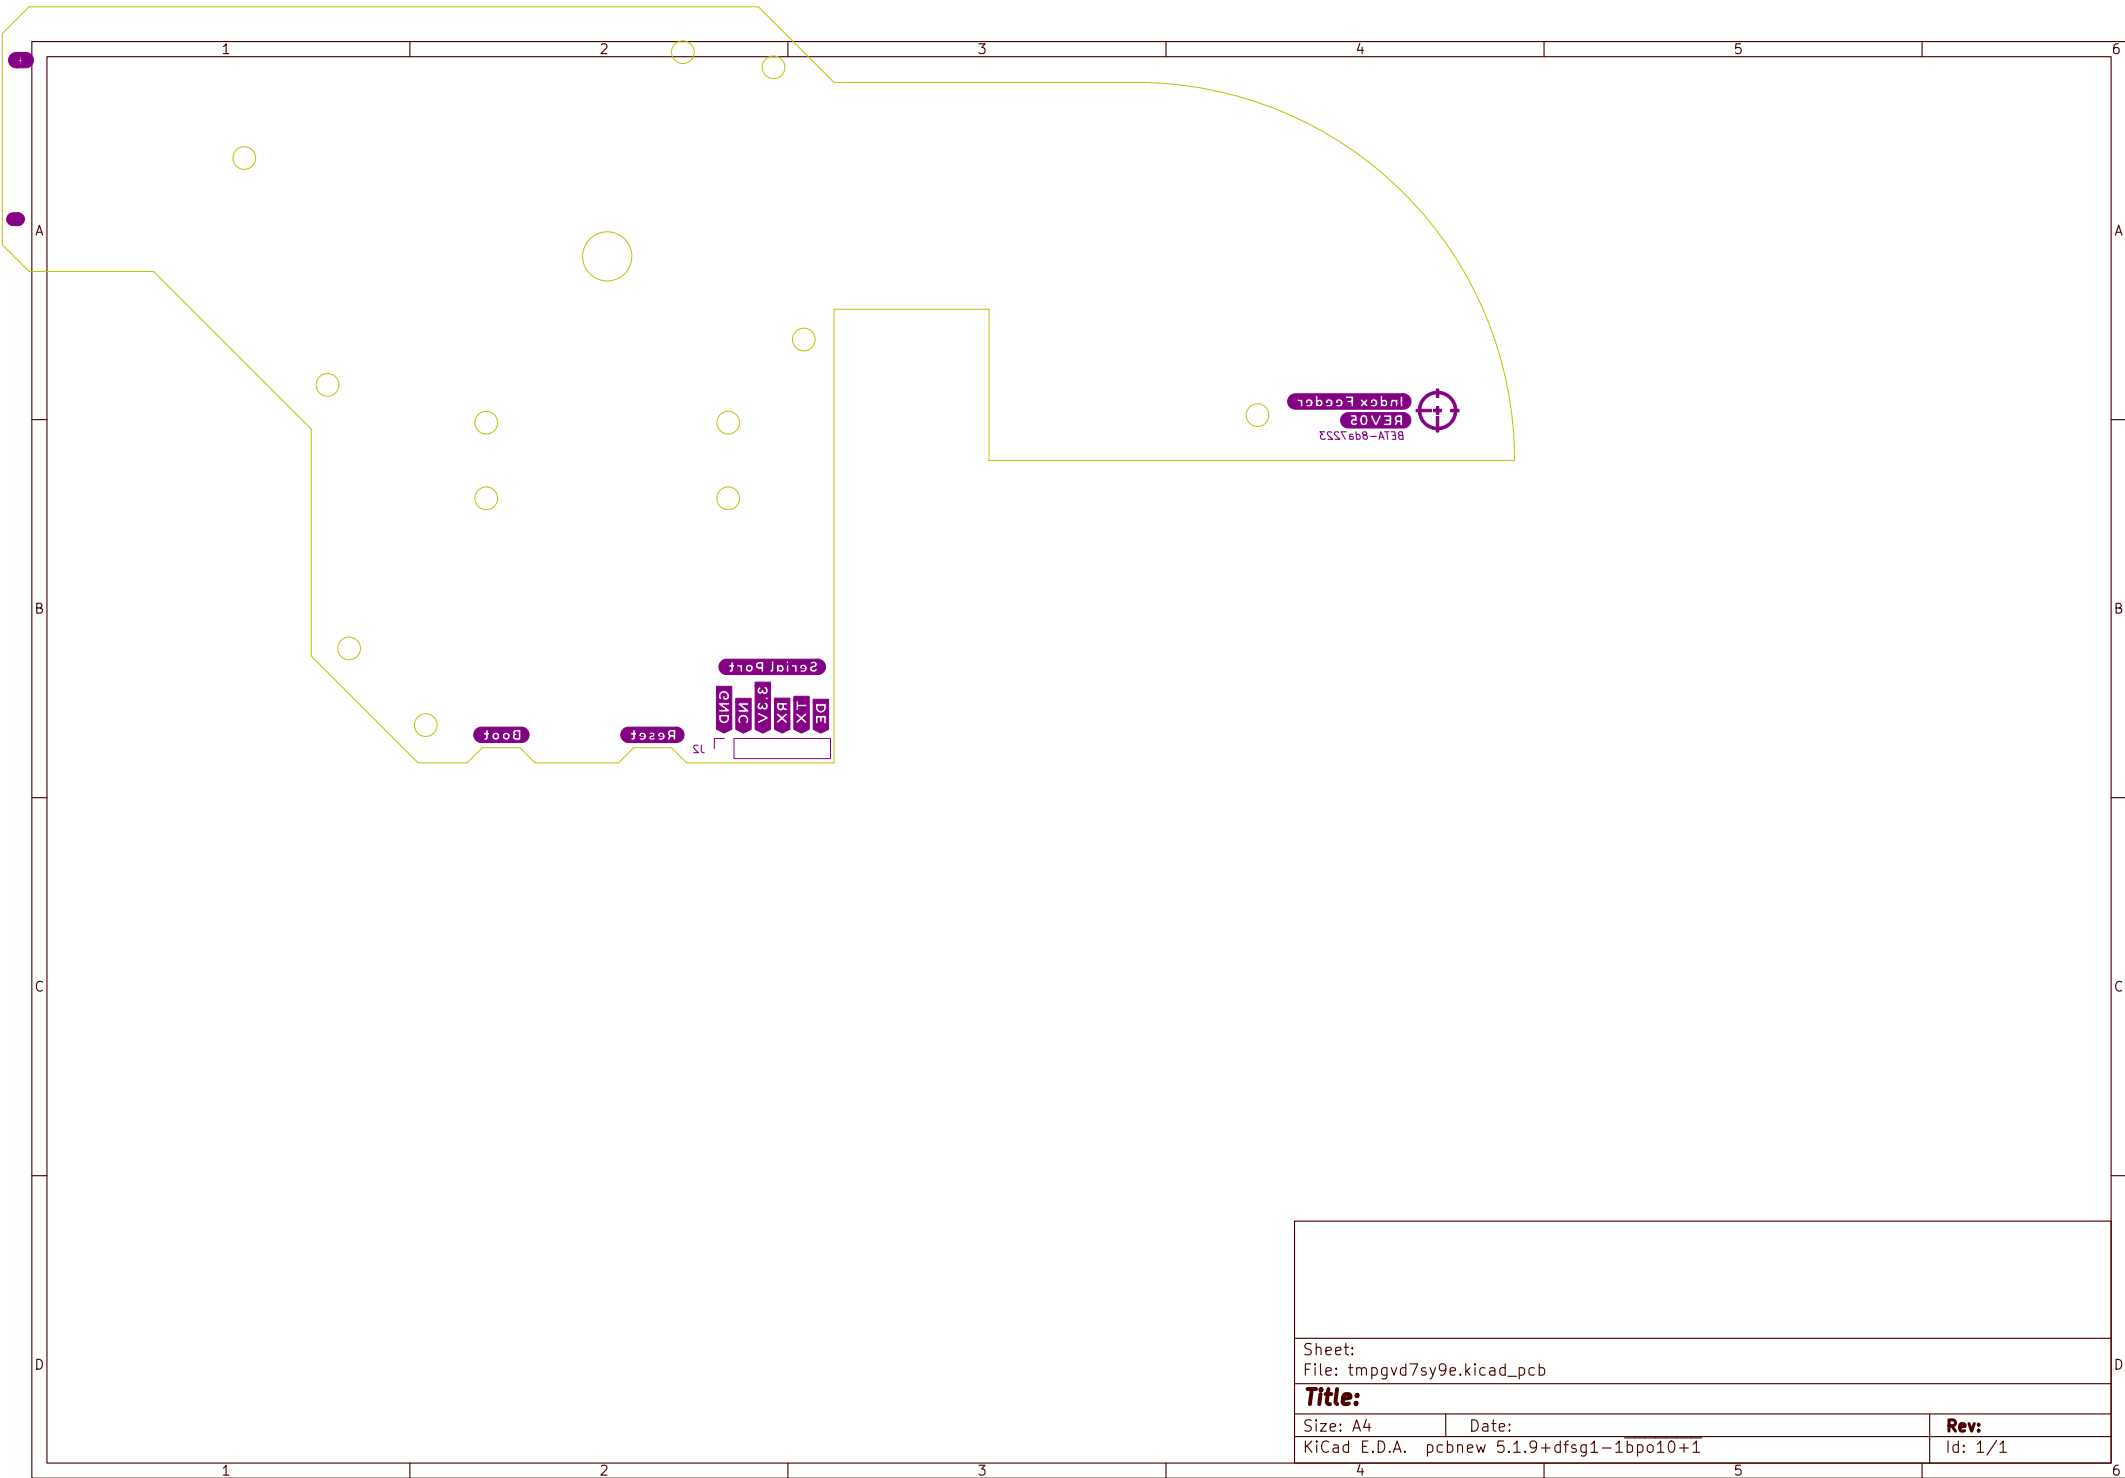 1 2 3 4 5 6
+
A A
Index Feeder
REV05
BETA-8da7223
B B
Serial Port
GND NC 3.3V RX TX DE
Boot Reset J2
C C
Sheet:
File: tmpgvd7sy9e.kicad_pcb
D D
Title:
Size: A4 Date: Rev:
KiCad E.D.A. pcbnew 5.1.9+dfsg1-1bpo10+1 Id: 1/1
1 2 3 4 5 6